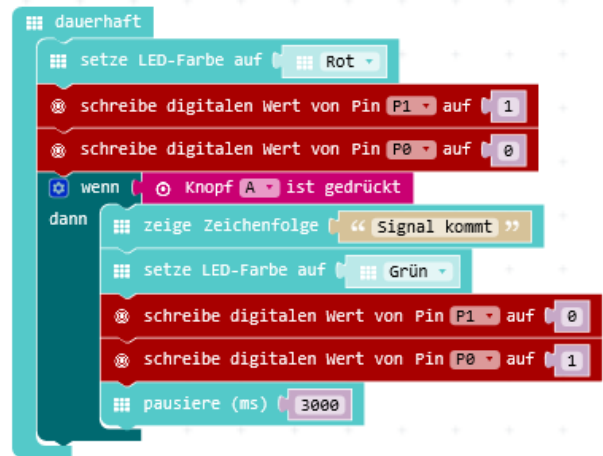 dauerhaft
setze LED-Farbe auf Rot
schreibe digitalen Wert von Pin P1 auf 1
schreibe digitalen Wert von Pin P0 auf 0
wenn Knopf A ist gedrückt
dann
zeige Zeichenfolge “ Signal kommt ”
setze LED-Farbe auf Grün
schreibe digitalen Wert von Pin P1 auf 0
schreibe digitalen Wert von Pin P0 auf 1
pausiere (ms) 3000